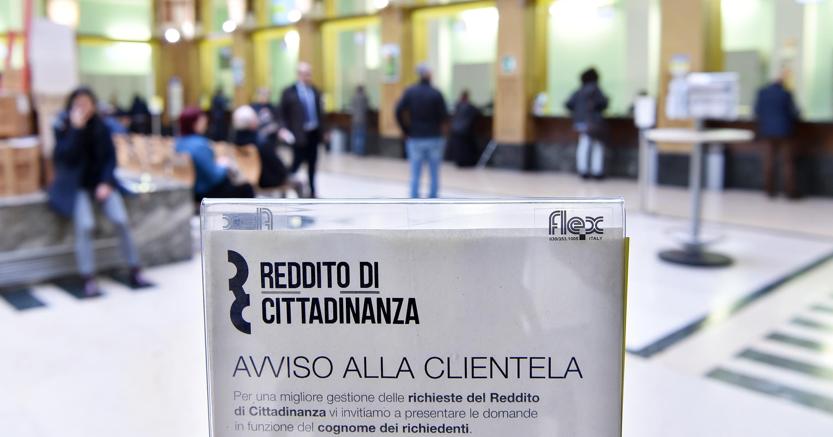 flex
ITALY
REDDITO DI
CITTADINANZA
AVVISO ALLA CLIENTELA
Per una migliore gestione delle richieste del Reddito
di Cittadinanza vi invitiamo a presentare le domande
in funzione del cognome dei richiedenti.